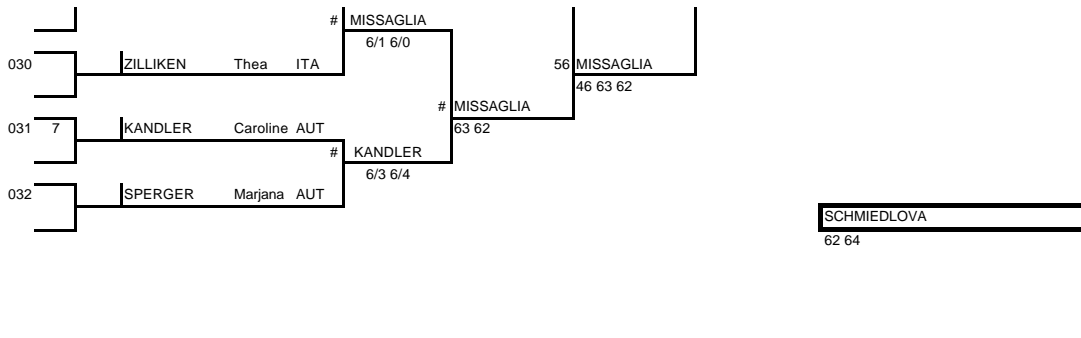 # MISSAGLIA
6/1 6/0
030 ZILLIKEN Thea ITA 56 MISSAGLIA
46 63 62
# MISSAGLIA
031 7 KANDLER Caroline AUT 63 62
# KANDLER
6/3 6/4
032 SPERGER Marjana AUT
SCHMIEDLOVA
62 64